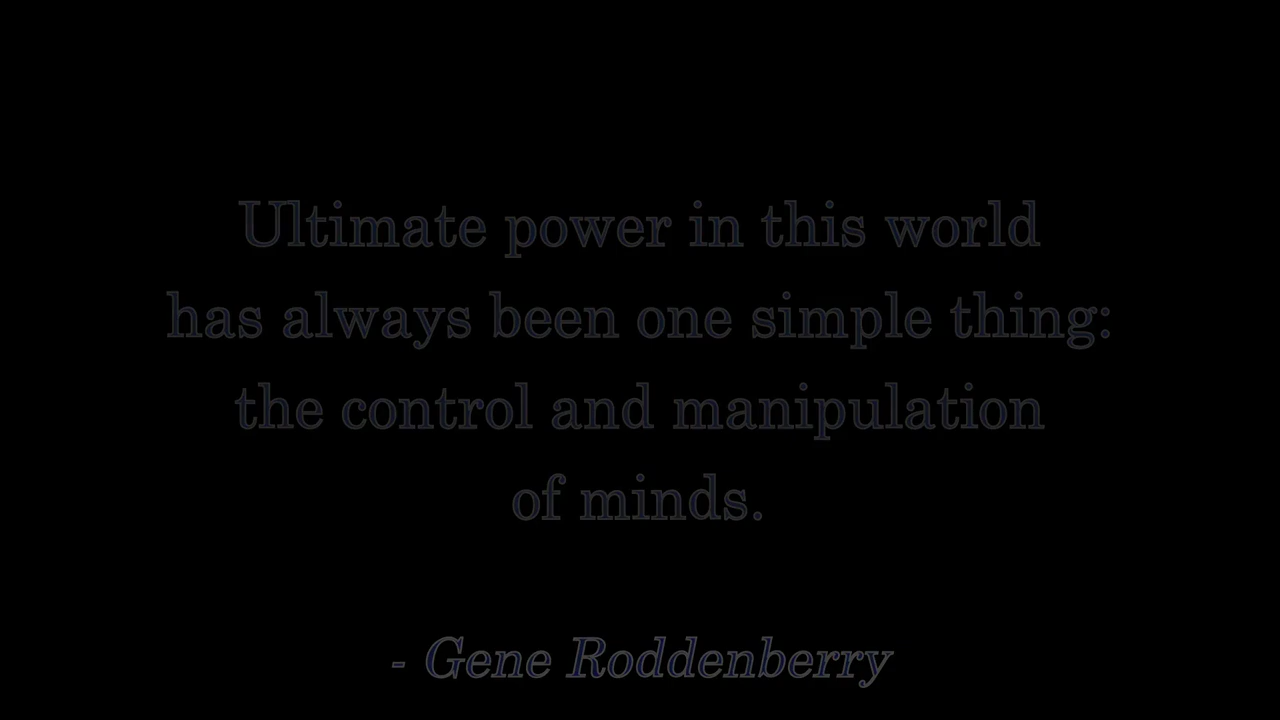 Ultimate power in this world
has always been one simple thing:
the control and manipulation
of minds.
- Gene Roddenberry